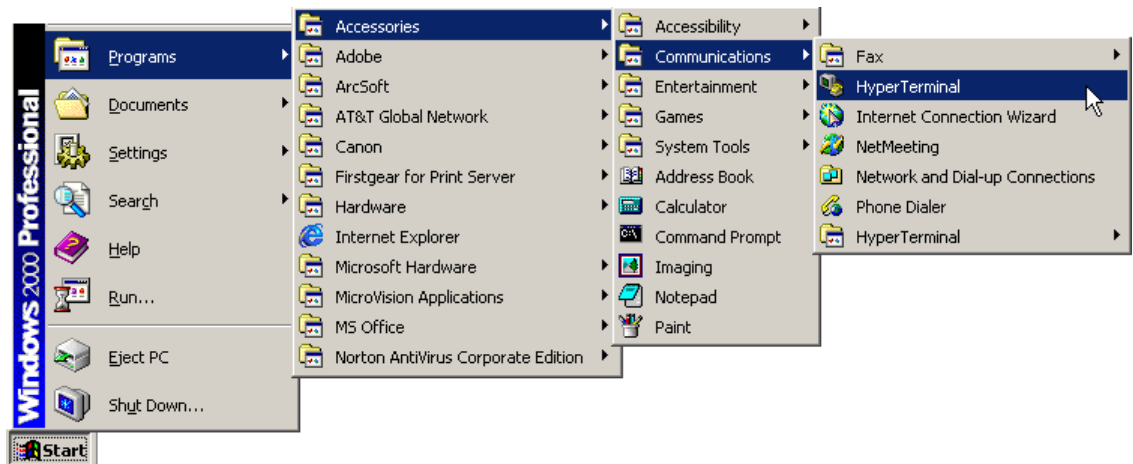 Windows 2000 Professional
Programs
Documents
Settings
Search
Help
Run...
Eject PC
Shut Down...
Start
Accessories
Adobe
ArcSoft
AT&T Global Network
Canon
Firstgear for Print Server
Hardware
Internet Explorer
Microsoft Hardware
MicroVision Applications
MS Office
Norton AntiVirus Corporate Edition
Accessibility
Communications
Entertainment
Games
System Tools
Address Book
Calculator
Command Prompt
Imaging
Notepad
Paint
Fax
HyperTerminal
Internet Connection Wizard
NetMeeting
Network and Dial-up Connections
Phone Dialer
HyperTerminal